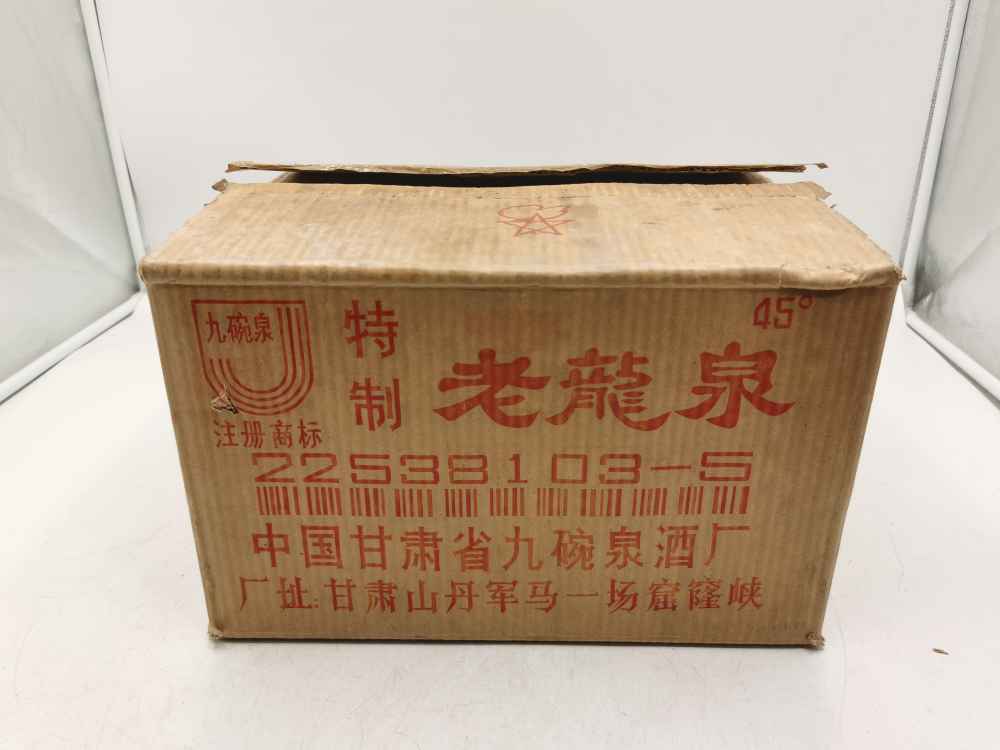 九碗泉
注册商标
特制
老龍泉
45°
22538103-5
中国甘肃省九碗泉酒厂
厂址:甘肃山丹军马一场窟窿峡